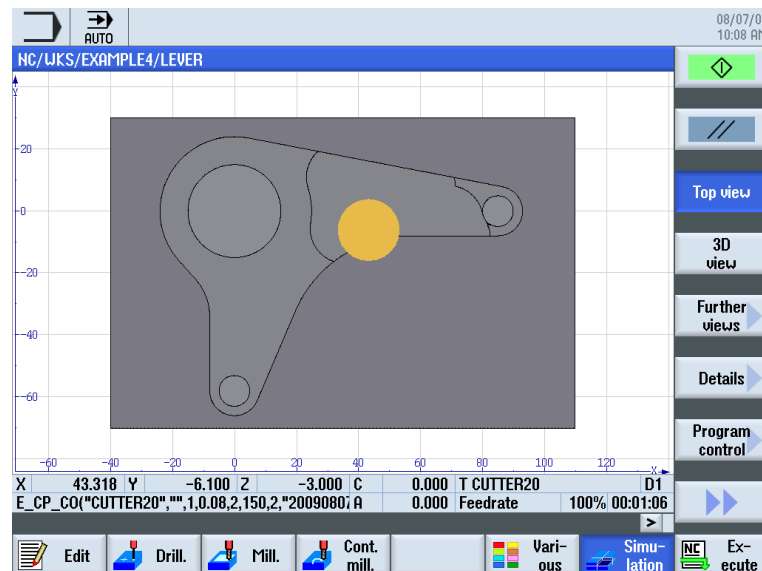 AUTO
08/07/0
10:08 AM
NC/WKS/EXAMPLE4/LEVER
Y
20
0
-20
-40
-60
-60 -40 -20 0 20 40 60 80 100 120 X
Top view
3D
view
Further
views
Details
Program
control
X 43.318 Y -6.100 Z -3.000 C 0.000 T CUTTER20 D1
E_CP_CO("CUTTER20","",1,0.08,2,150,2,"2009080 A 0.000 Feedrate 100% 00:01:06
>
Edit
Drill.
Mill.
Cont.
mill.
Vari-
ous
Simu-
lation
NC
Ex-
ecute